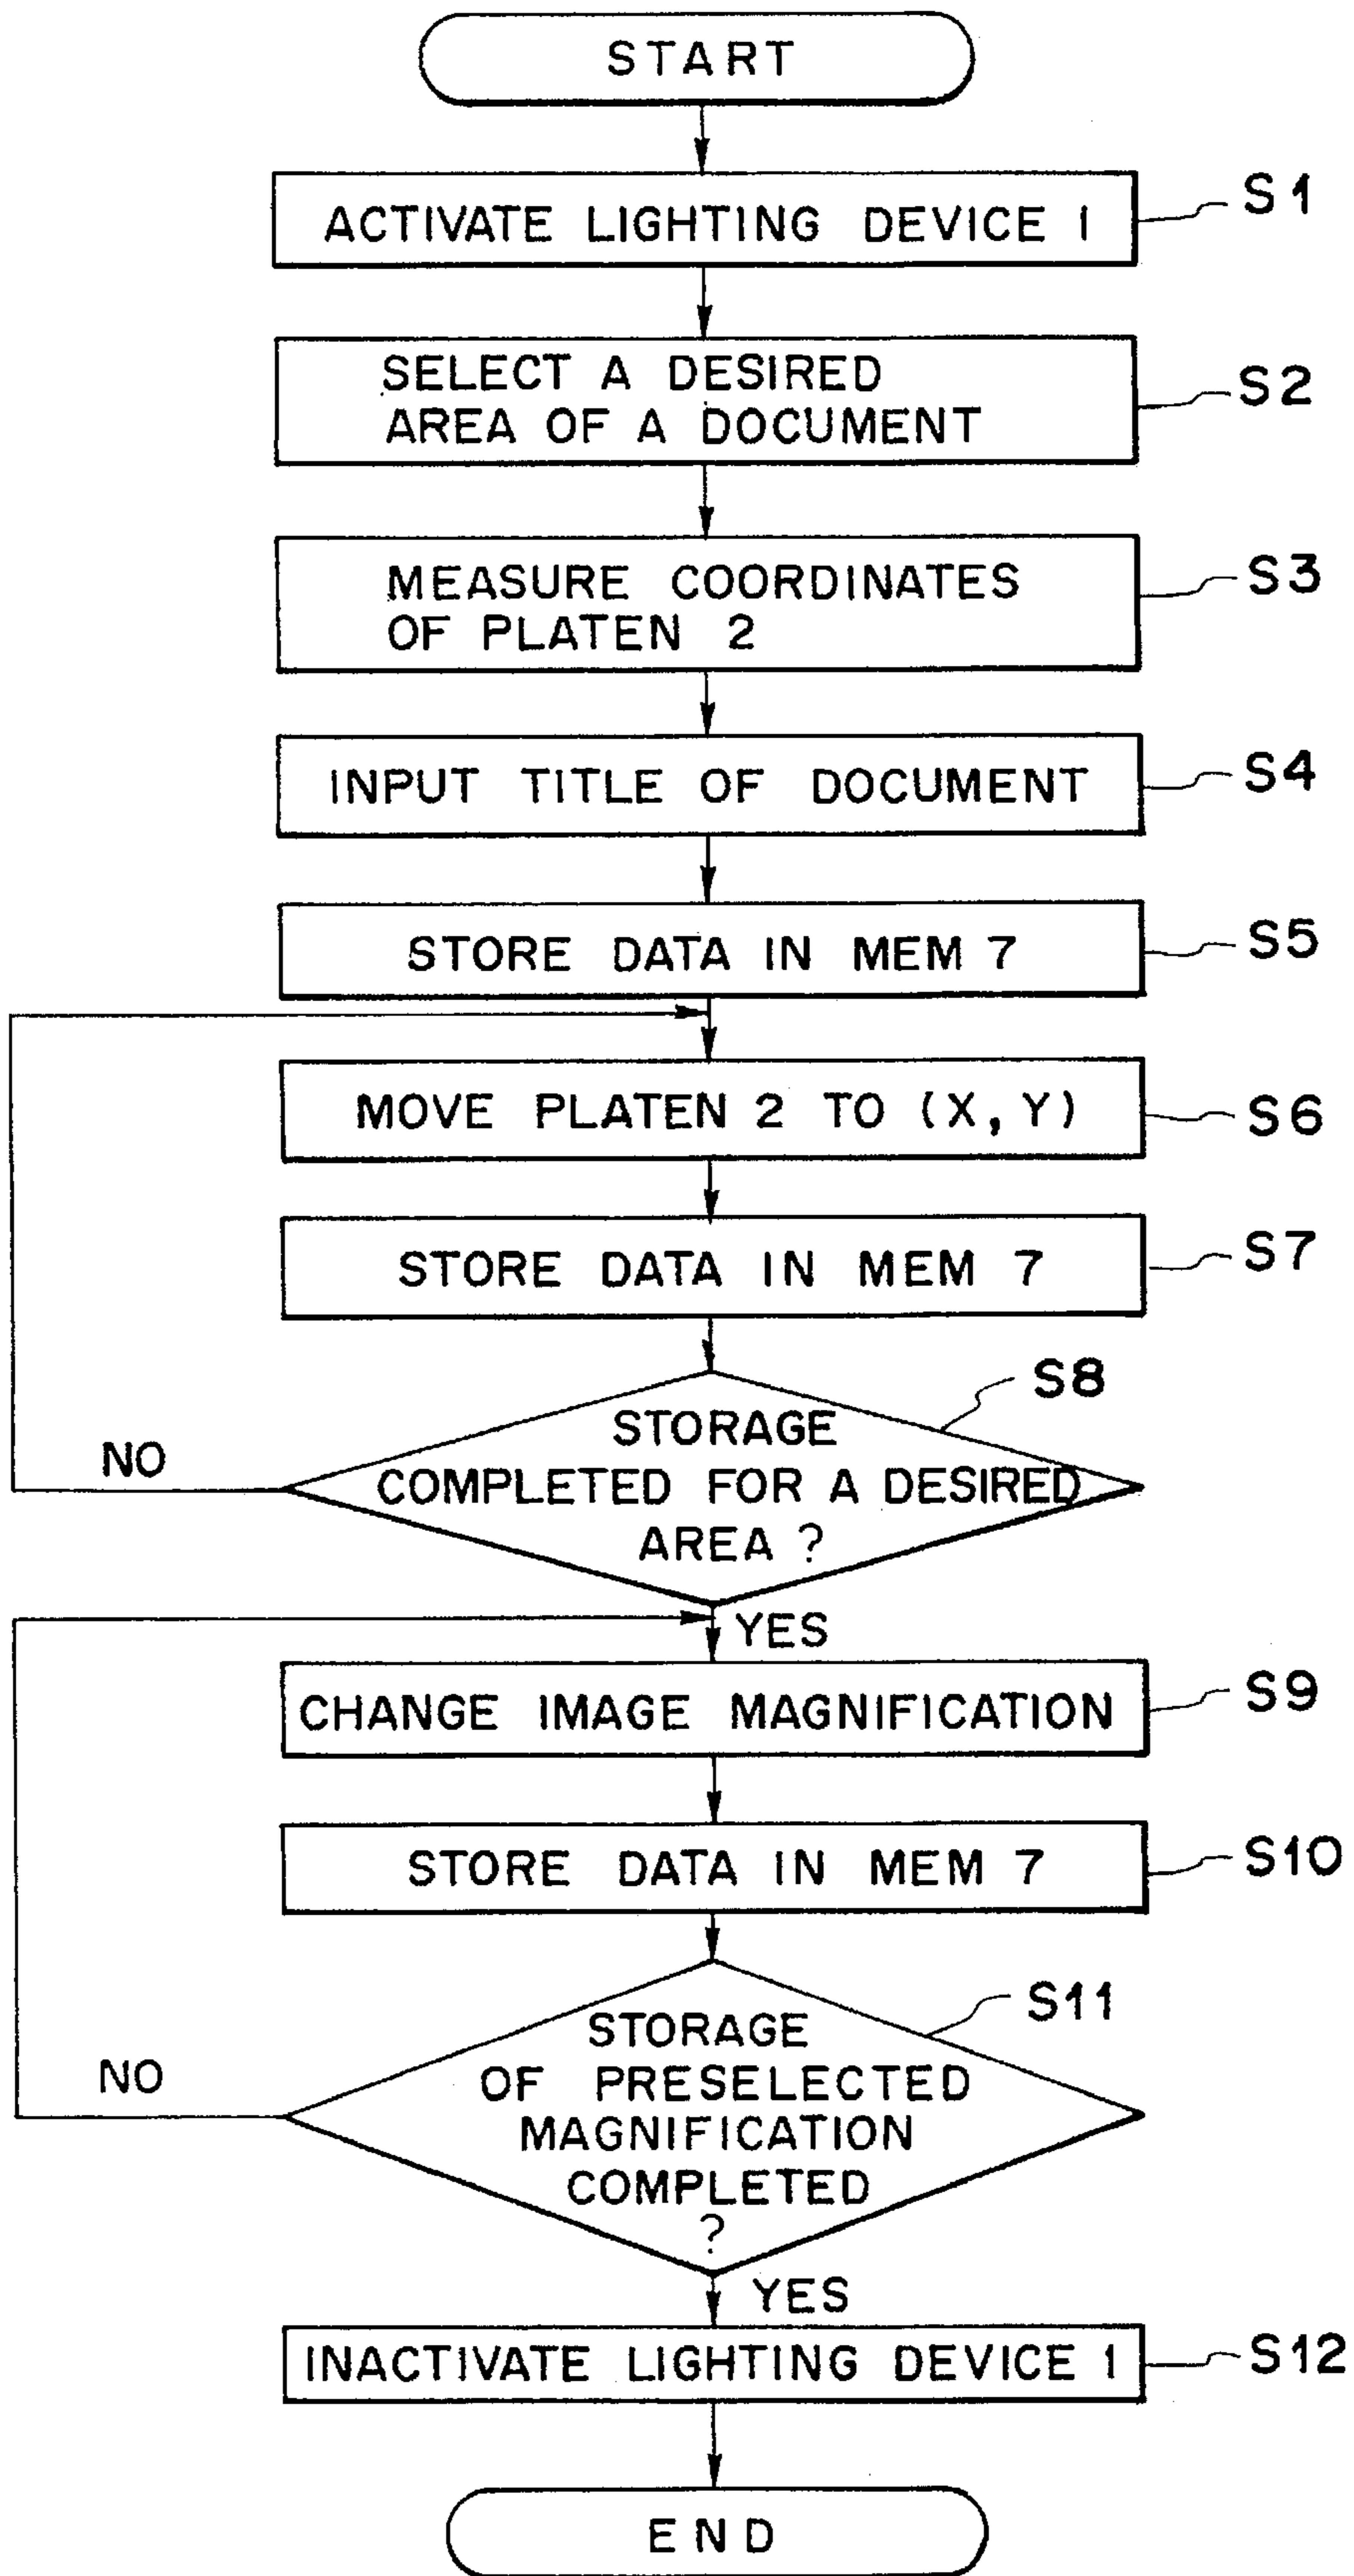 START
ACTIVATE LIGHTING DEVICE 1
S1
SELECT A DESIRED
AREA OF A DOCUMENT
S2
MEASURE COORDINATES
OF PLATEN 2
S3
INPUT TITLE OF DOCUMENT
S4
STORE DATA IN MEM 7
S5
MOVE PLATEN 2 TO (X, Y)
S6
STORE DATA IN MEM 7
S7
S8
STORAGE
COMPLETED FOR A DESIRED
AREA ?
NO
YES
CHANGE IMAGE MAGNIFICATION
S9
STORE DATA IN MEM 7
S10
S11
STORAGE
OF PRESELECTED
MAGNIFICATION
COMPLETED
?
NO
YES
INACTIVATE LIGHTING DEVICE 1
S12
END